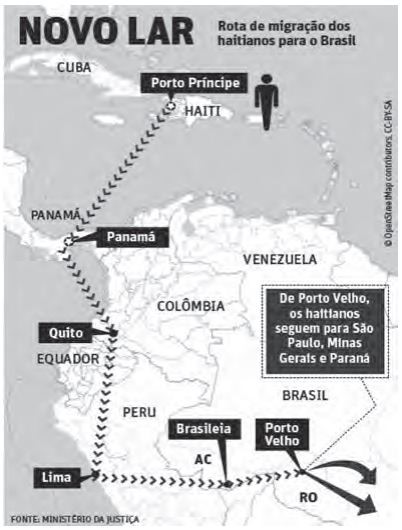 NOVO LAR
Rota de migração dos
haitianos para o Brasil
CUBA
Porto Príncipe
HAITI
© OpenStreetMap contributors, CC-BY-SA
PANAMÁ
Panamá
VENEZUELA
COLÔMBIA
De Porto Velho,
os haitianos
seguem para São
Paulo, Minas
Gerais e Paraná
Quito
EQUADOR
BRASIL
PERU
Brasileia
Porto
Velho
AC
Lima
RO
FONTE: MINISTÉRIO DA JUSTIÇA